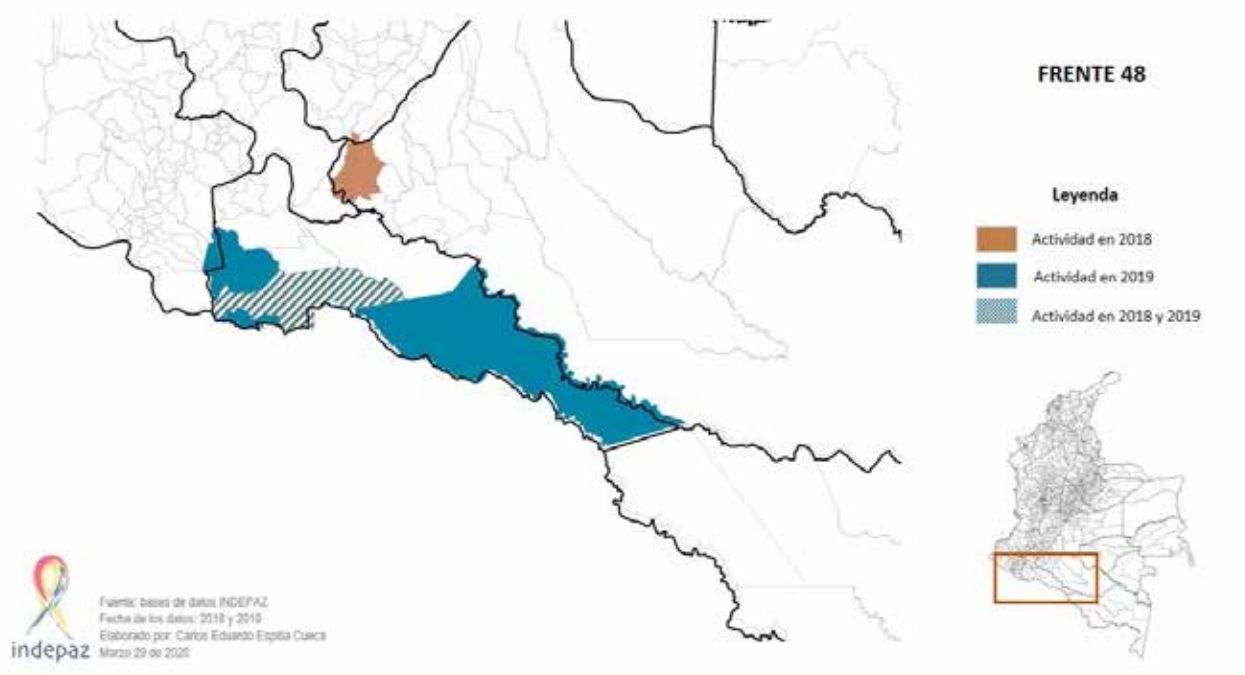 FRENTE 48
Leyenda
Actividad en 2018
Actividad en 2019
Actividad en 2018 y 2019
indepaz
Fuente: bases de datos INDEPAZ
Fecha de los datos: 2018 y 2019
Elaborado por: Carlos Eduardo Espitia Cueca
Marzo 29 de 2020